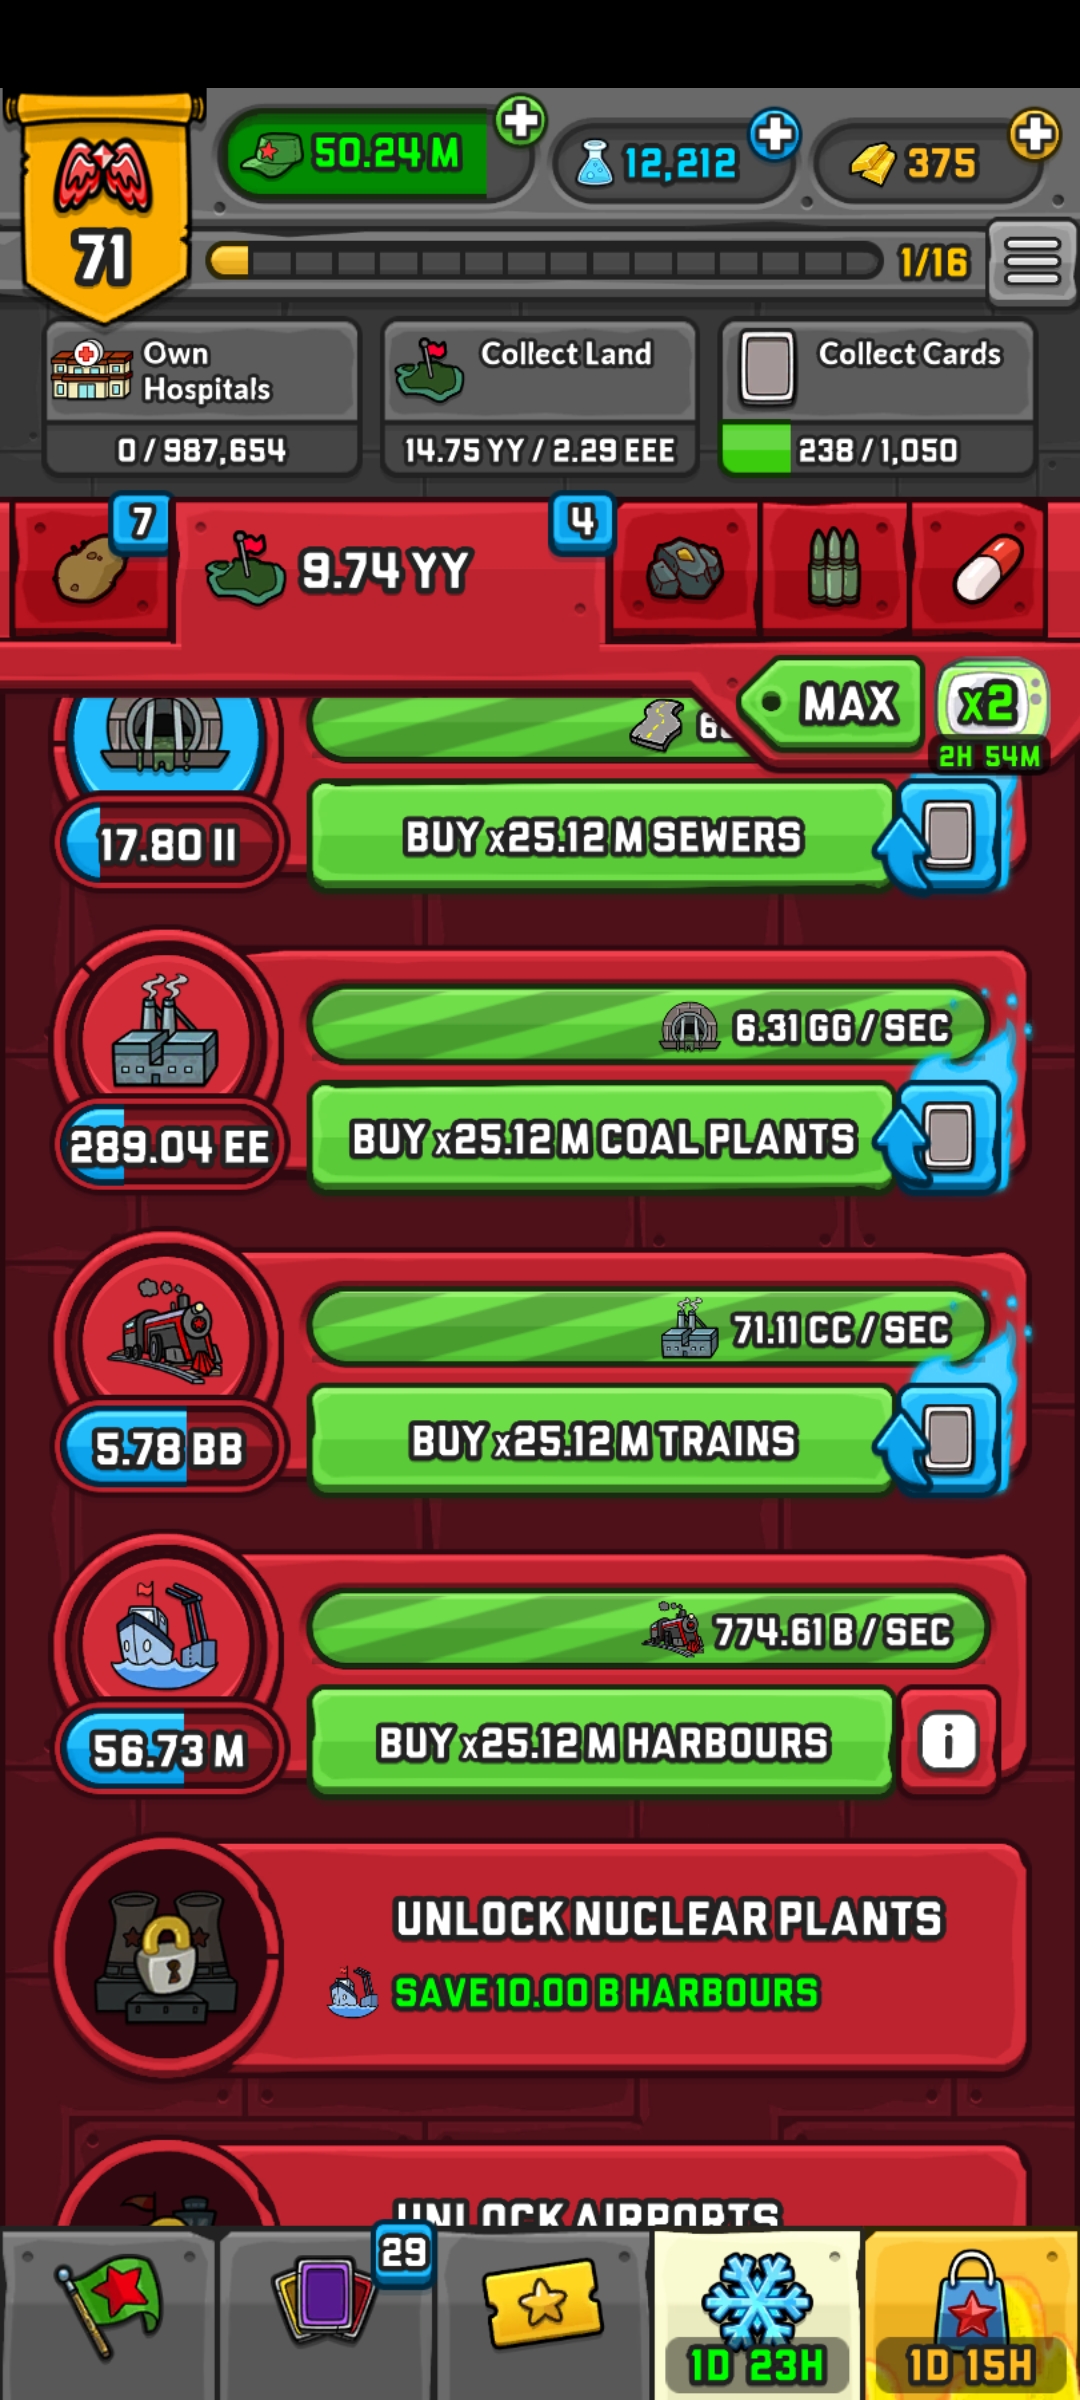 50.24 M
12,212
375
71
1/16
Own
Hospitals
Collect Land
Collect Cards
0 / 987,654
14.75 YY / 2.29 EEE
238 / 1,050
7
9.74 YY
4
MAX
x2
2H 54M
17.80 II
BUY x25.12 M SEWERS
6.31 GG / SEC
289.04 EE
BUY x25.12 M COAL PLANTS
71.11 CC / SEC
5.78 BB
BUY x25.12 M TRAINS
774.61 B / SEC
56.73 M
BUY x25.12 M HARBOURS
i
UNLOCK NUCLEAR PLANTS
SAVE 10.00 B HARBOURS
UNLOCK AIRPORTS
29
1D 23H
1D 15H